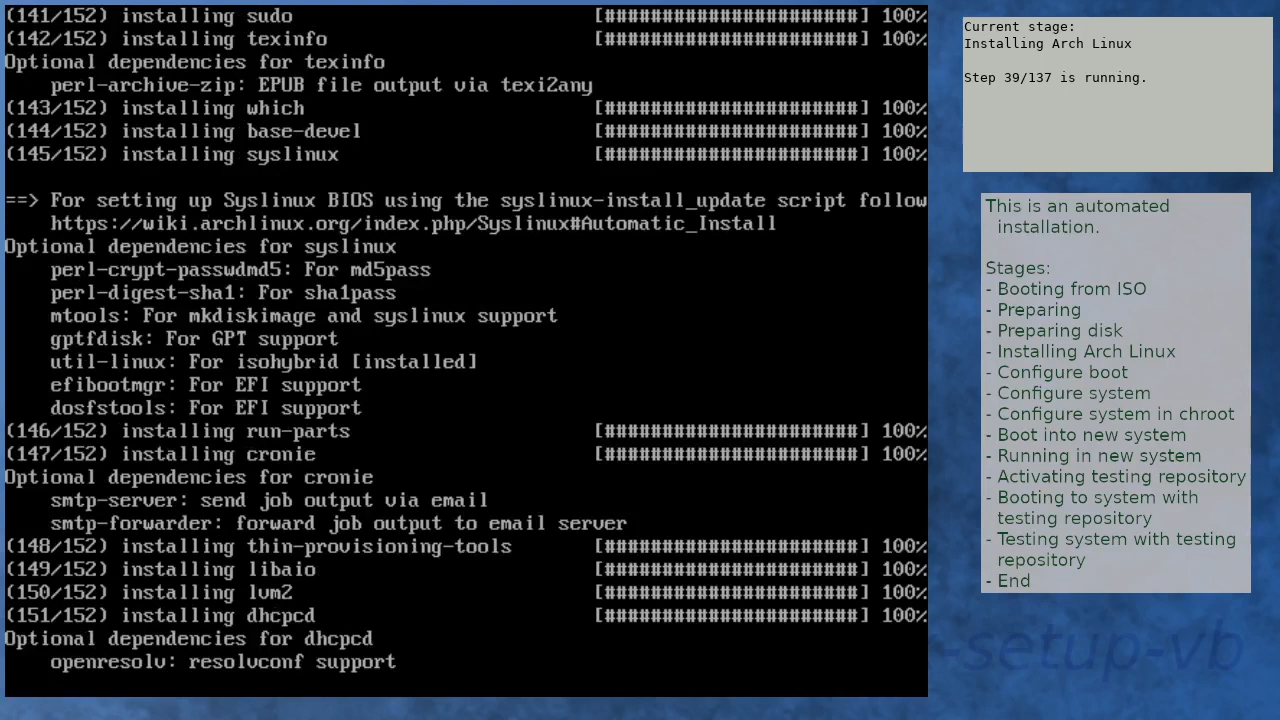 (141/152) installing sudo [######################] 100%
(142/152) installing texinfo [######################] 100%
Optional dependencies for texinfo
perl-archive-zip: EPUB file output via texi2any
(143/152) installing which [######################] 100%
(144/152) installing base-devel [######################] 100%
(145/152) installing syslinux [######################] 100%
==> For setting up Syslinux BIOS using the syslinux-install_update script follow
https://wiki.archlinux.org/index.php/Syslinux#Automatic_Install
Optional dependencies for syslinux
perl-crypt-passwdmd5: For md5pass
perl-digest-sha1: For sha1pass
mtools: For mkdiskimage and syslinux support
gptfdisk: For GPT support
util-linux: For isohybrid [installed]
efibootmgr: For EFI support
dosfstools: For EFI support
(146/152) installing run-parts [######################] 100%
(147/152) installing cronie [######################] 100%
Optional dependencies for cronie
smtp-server: send job output via email
smtp-forwarder: forward job output to email server
(148/152) installing thin-provisioning-tools [######################] 100%
(149/152) installing libaio [######################] 100%
(150/152) installing lvm2 [######################] 100%
(151/152) installing dhcpcd [######################] 100%
Optional dependencies for dhcpcd
openresolv: resolvconf support
Current stage:
Installing Arch Linux
Step 39/137 is running.
This is an automated
installation.
Stages:
- Booting from ISO
- Preparing
- Preparing disk
- Installing Arch Linux
- Configure boot
- Configure system
- Configure system in chroot
- Boot into new system
- Running in new system
- Activating testing repository
- Booting to system with
testing repository
- Testing system with testing
repository
- End
-setup-vb